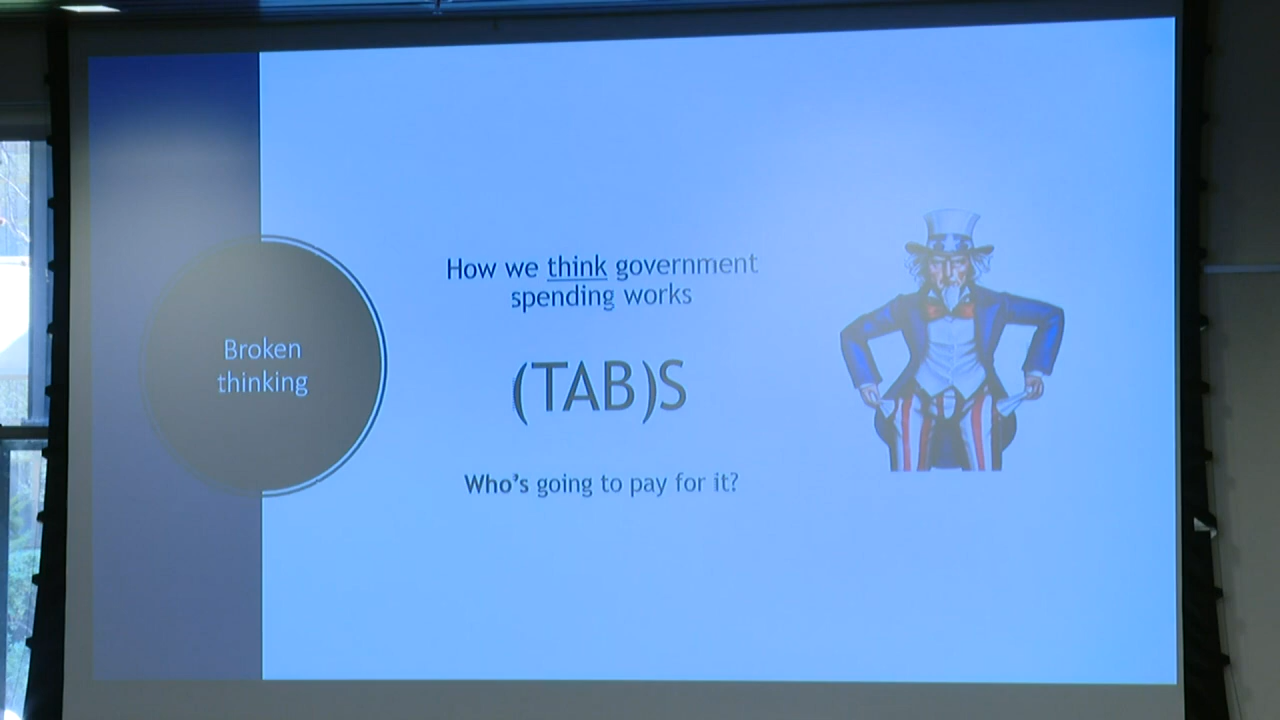 Broken
thinking
How we think government
spending works
(TAB)S
Who's going to pay for it?